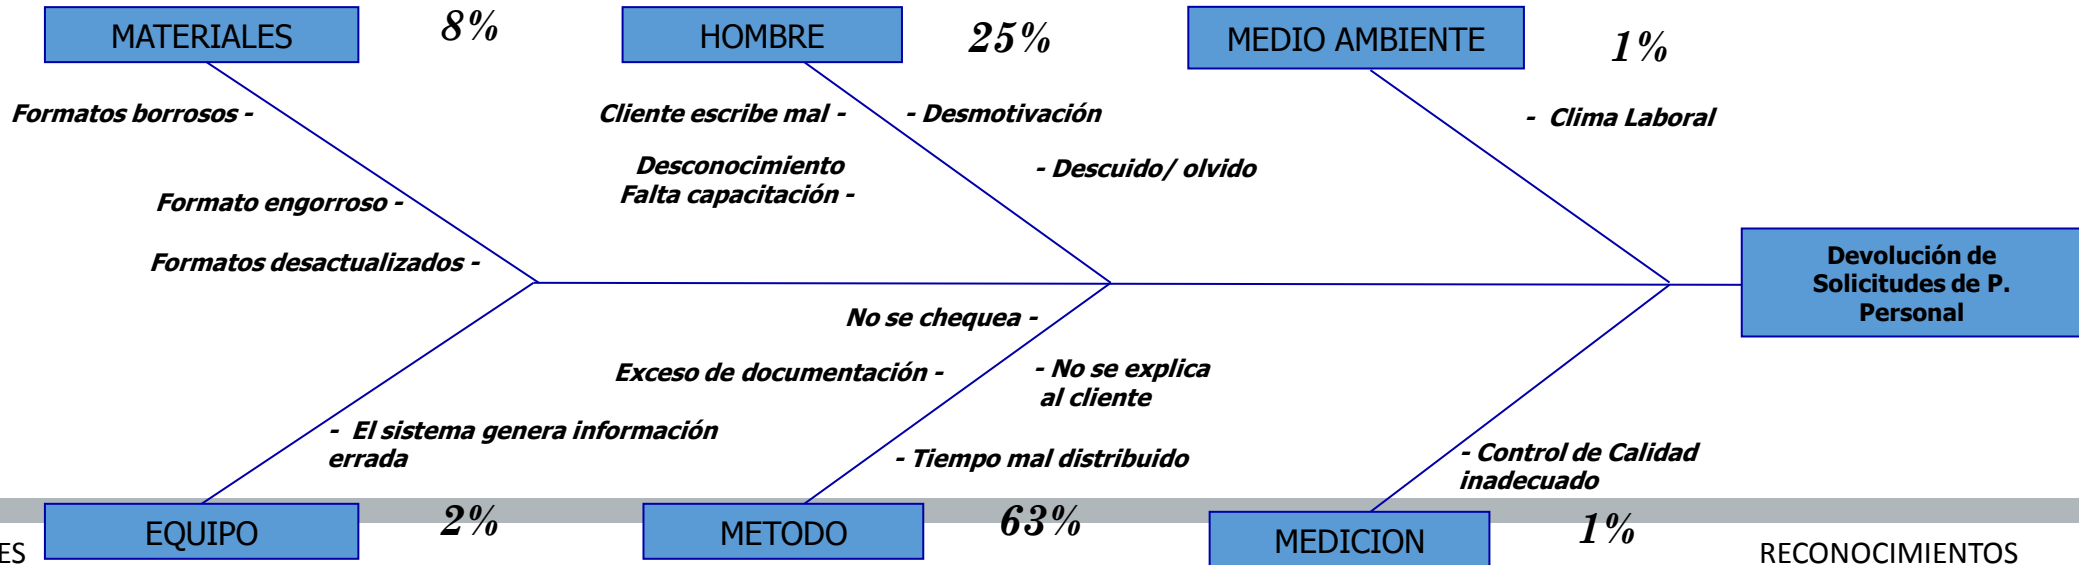 MATERIALES
8%
HOMBRE
25%
MEDIO AMBIENTE
1%
Formatos borrosos -
Cliente escribe mal -
- Desmotivación
- Clima Laboral
Desconocimiento
Falta capacitación -
- Descuido/ olvido
Formato engorroso -
Formatos desactualizados -
Devolución de
Solicitudes de P.
Personal
No se chequea -
Exceso de documentación -
- No se explica
al cliente
- El sistema genera información
errada
- Tiempo mal distribuido
- Control de Calidad
inadecuado
EQUIPO
2%
METODO
63%
MEDICION
1%
ES
RECONOCIMIENTOS